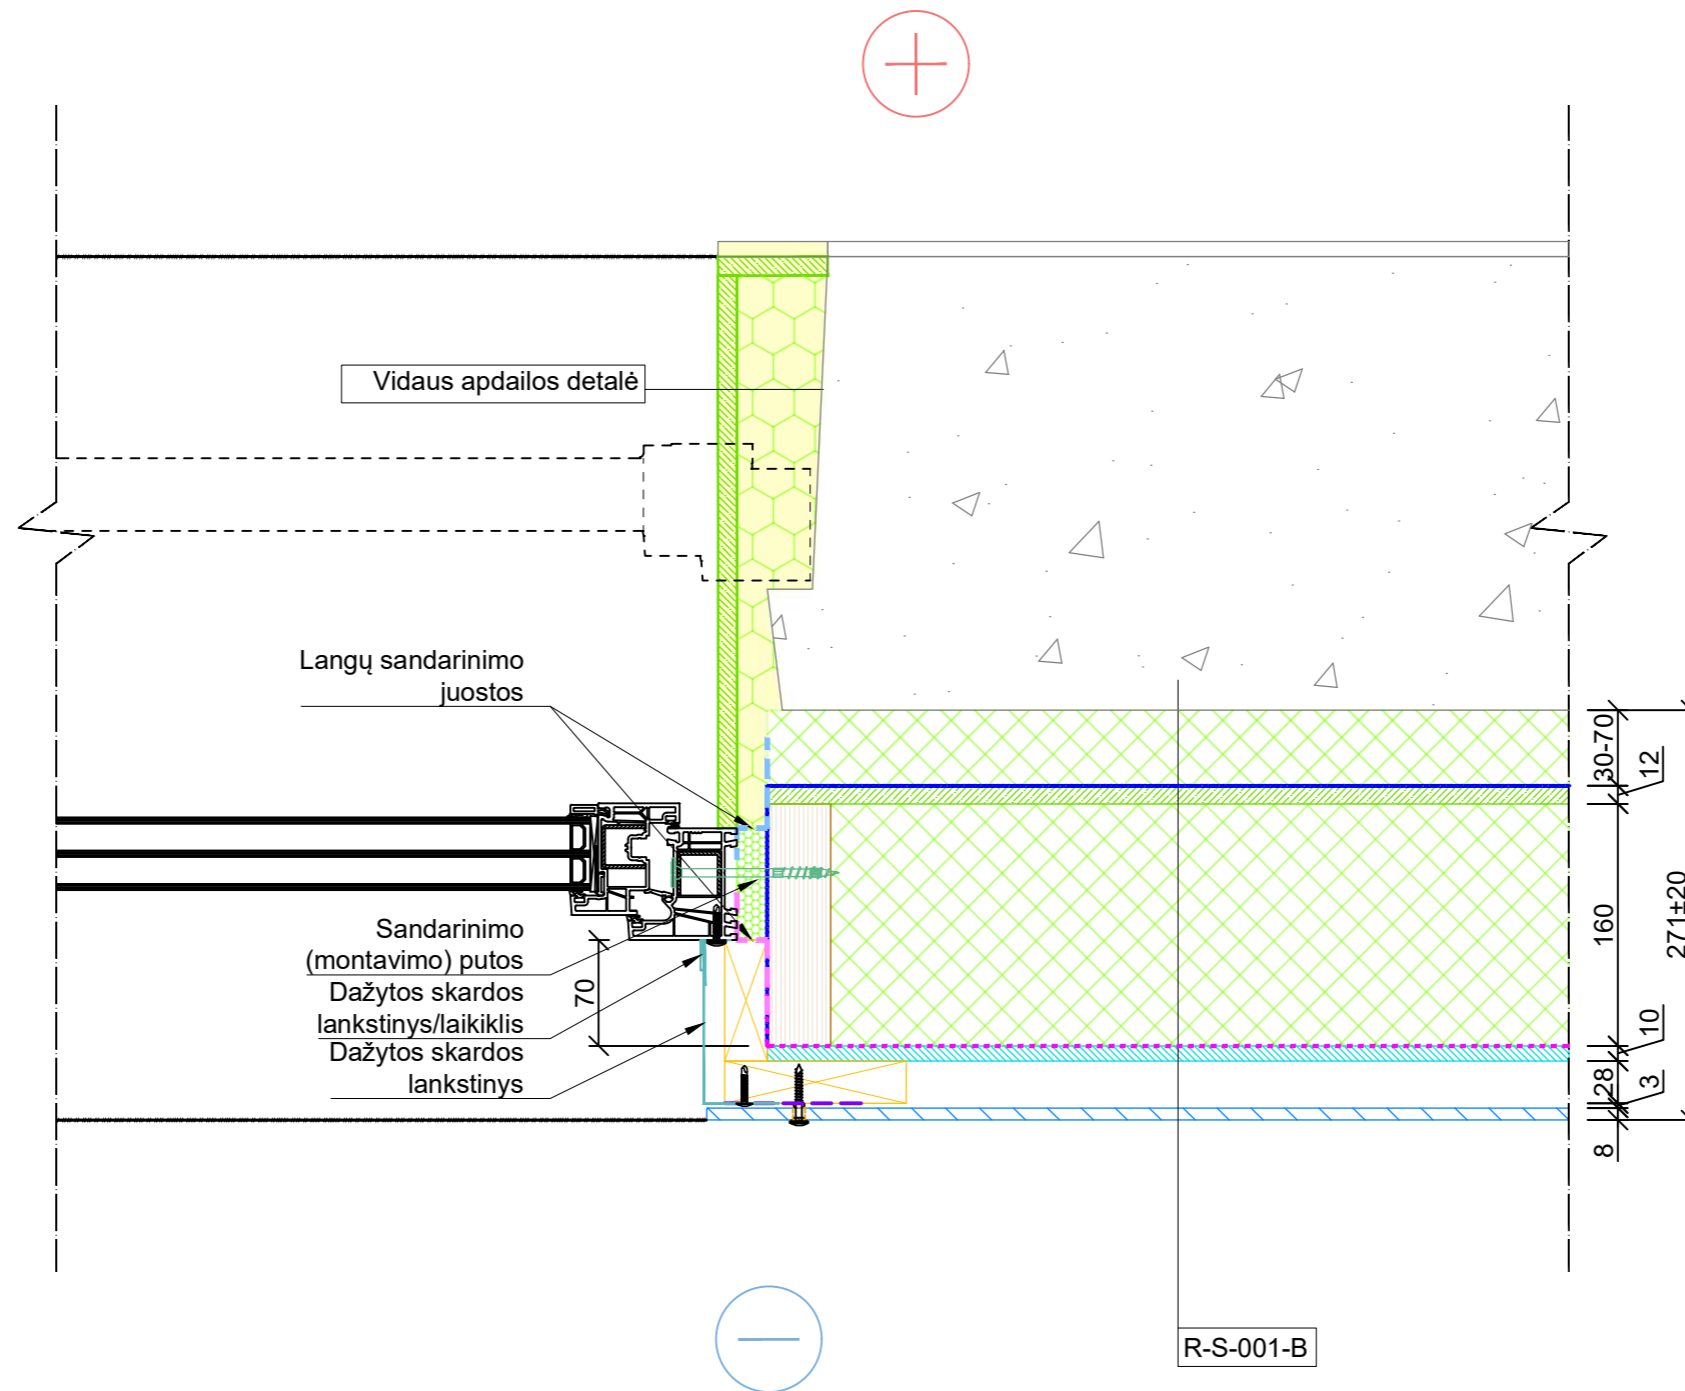 Vidaus apdailos detalė
Langų sandarinimo
juostos
Sandarinimo
(montavimo) putos
Dažytos skardos
lankstinys/laikiklis
Dažytos skardos
lankstinys
70
30-70
12
160
271±20
10
28
3
8
R-S-001-B